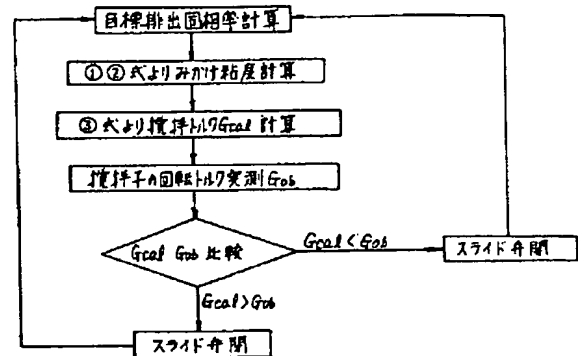 目標排出固相率計算
①②式よりみかけ粘度計算
③式より撹拌トルクGcal 計算
撹拌子の回転トルク実測Gob
Gcal Gob 比較
Gcal<Gob
スライド弁開
Gcal>Gob
スライド弁閉